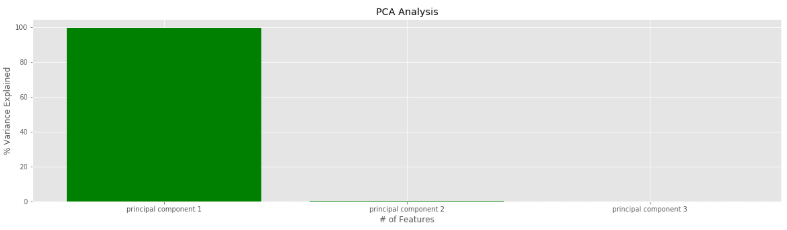 PCA Analysis
% Variance Explained
100
80
60
40
20
0
principal component 1
principal component 2
principal component 3
# of Features